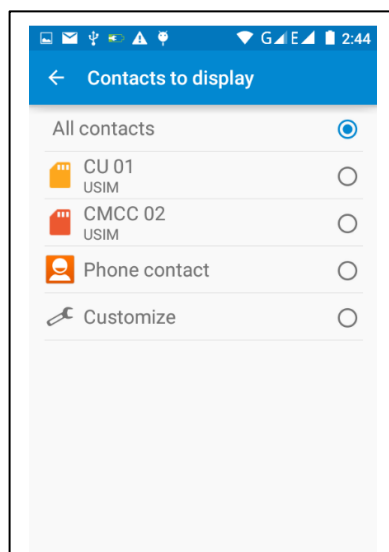 G E 2:44
Contacts to display
All contacts
CU 01
USIM
CMCC 02
USIM
Phone contact
Customize